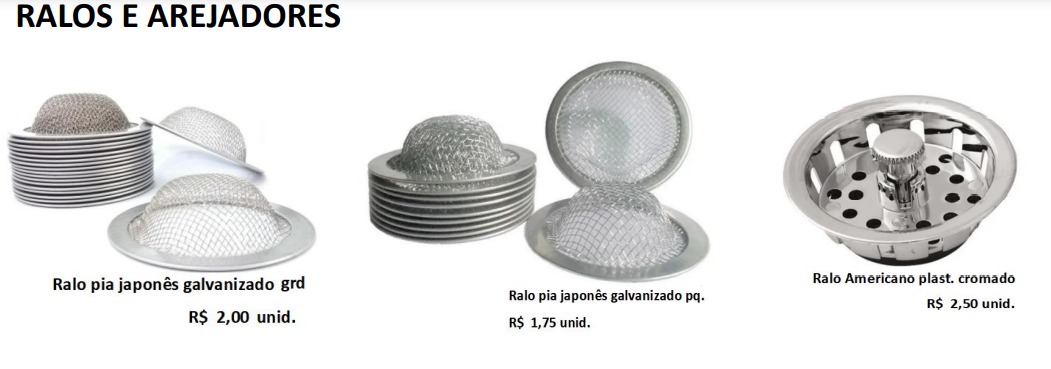 RALOS E AREJADORES
Ralo pia japonês galvanizado grd
R$ 2,00 unid.
Ralo pia japonês galvanizado pq.
R$ 1,75 unid.
Ralo Americano plast. cromado
R$ 2,50 unid.